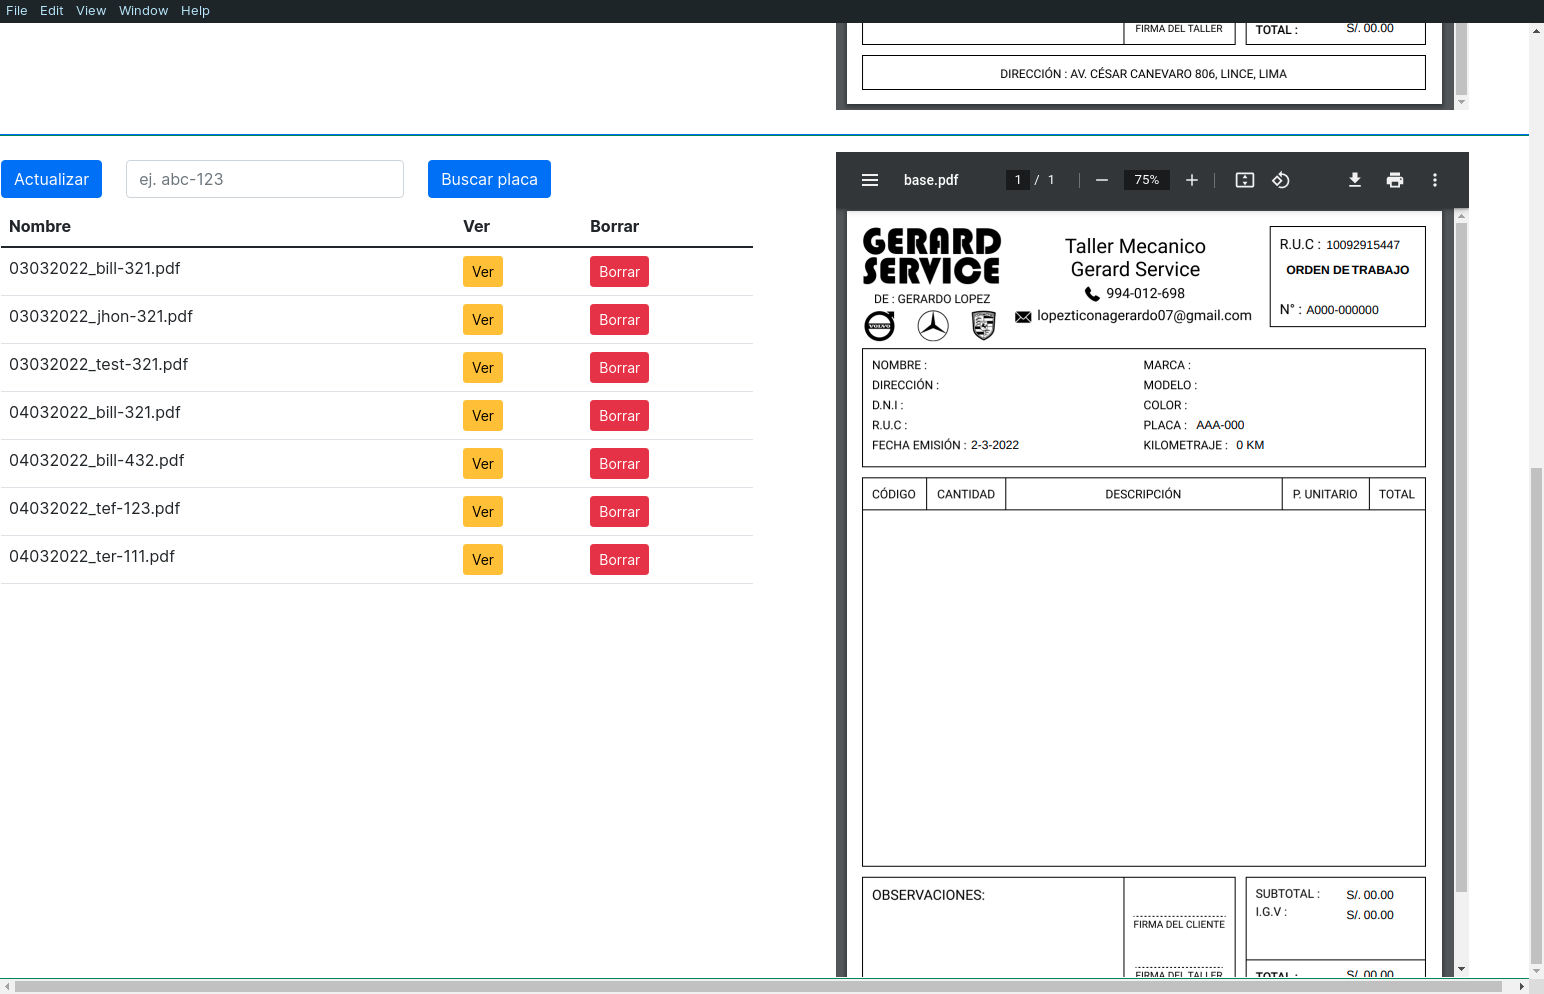 File Edit View Window Help
FIRMA DEL TALLER
TOTAL : S/. 00.00
DIRECCIÓN : AV. CÉSAR CANEVARO 806, LINCE, LIMA
Actualizar ej. abc-123 Buscar placa
Nombre Ver Borrar
03032022_bill-321.pdf Ver Borrar
03032022_jhon-321.pdf Ver Borrar
03032022_test-321.pdf Ver Borrar
04032022_bill-321.pdf Ver Borrar
04032022_bill-432.pdf Ver Borrar
04032022_tef-123.pdf Ver Borrar
04032022_ter-111.pdf Ver Borrar
base.pdf 1 / 1 75%
GERARD
SERVICE
DE : GERARDO LOPEZ
VOLVO
Taller Mecanico
Gerard Service
994-012-698
lopezticonagerardo07@gmail.com
R.U.C : 10092915447
ORDEN DE TRABAJO
N° : A000-000000
NOMBRE :
DIRECCIÓN :
D.N.I :
R.U.C :
FECHA EMISIÓN : 2-3-2022
MARCA :
MODELO :
COLOR :
PLACA : AAA-000
KILOMETRAJE : 0 KM
CÓDIGO CANTIDAD DESCRIPCIÓN P. UNITARIO TOTAL
OBSERVACIONES:
FIRMA DEL CLIENTE
FIRMA DEL TALLER
SUBTOTAL : S/. 00.00
I.G.V : S/. 00.00
TOTAL : S/. 00.00